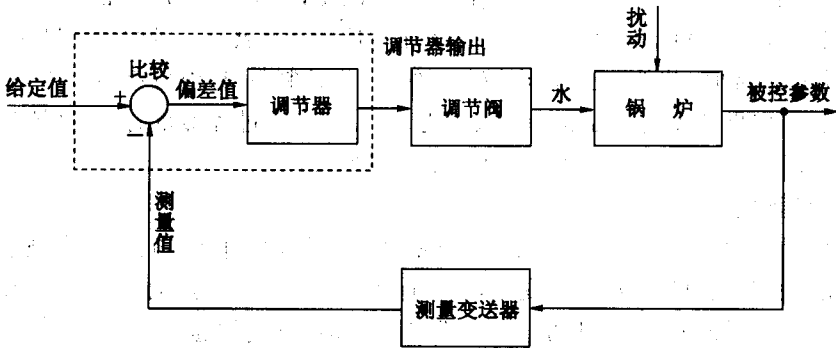 扰动
调节器输出
比较
给定值
+
偏差值
调节器
调节阀
水
锅 炉
被控参数
−
测量值
测量变送器